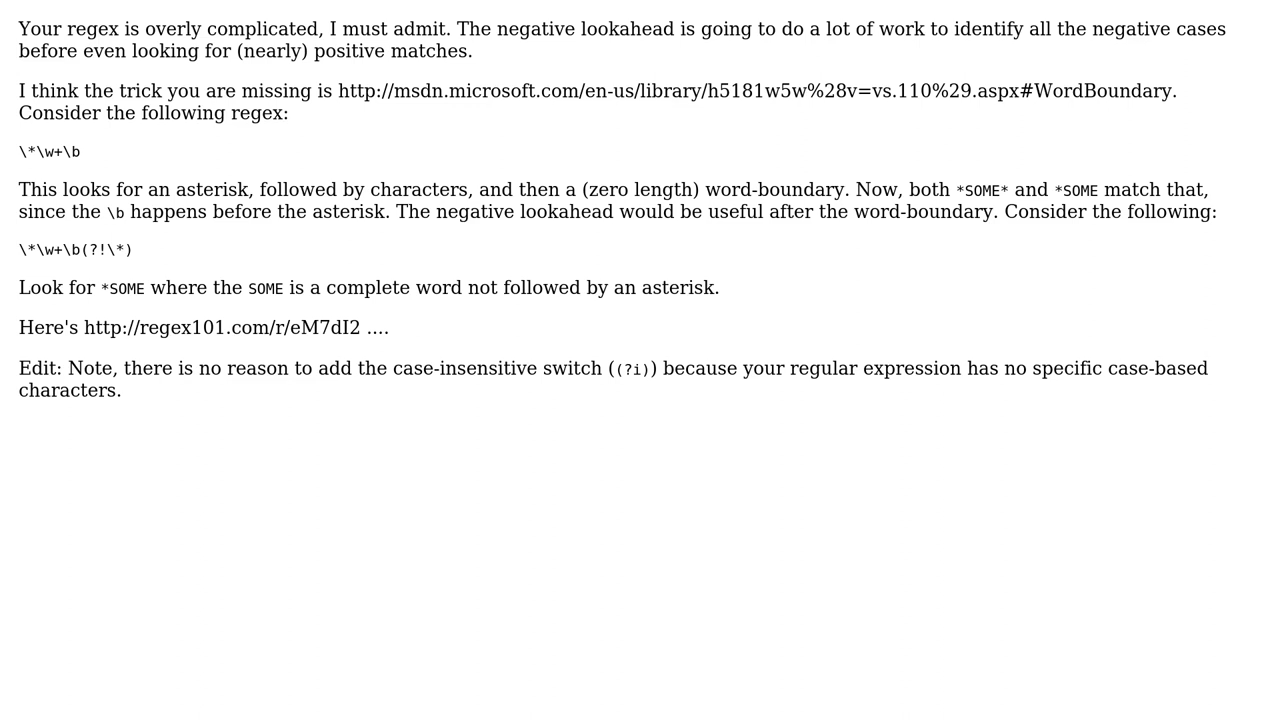 Your regex is overly complicated, I must admit. The negative lookahead is going to do a lot of work to identify all the negative cases
before even looking for (nearly) positive matches.
I think the trick you are missing is http://msdn.microsoft.com/en-us/library/h5181w5w%28v=vs.110%29.aspx#WordBoundary.
Consider the following regex:
\*\w+\b
This looks for an asterisk, followed by characters, and then a (zero length) word-boundary. Now, both *SOME* and *SOME match that,
since the \b happens before the asterisk. The negative lookahead would be useful after the word-boundary. Consider the following:
\*\w+\b(?!\*)
Look for *SOME where the SOME is a complete word not followed by an asterisk.
Here's http://regex101.com/r/eM7dI2 ....
Edit: Note, there is no reason to add the case-insensitive switch ((?i)) because your regular expression has no specific case-based
characters.